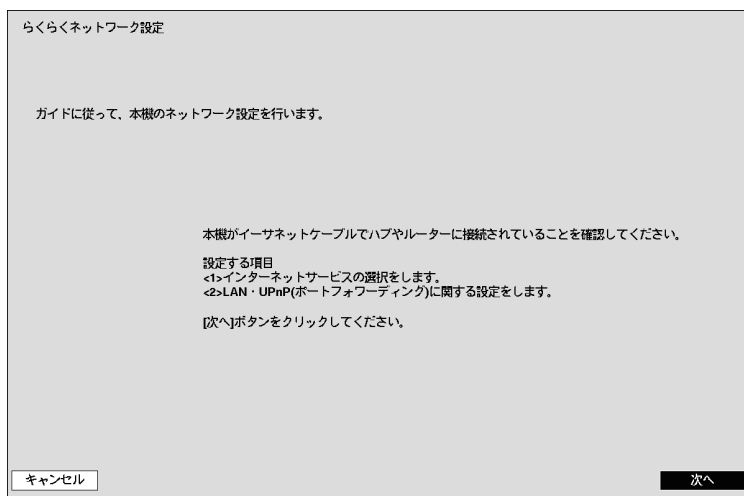 らくらくネットワーク設定
ガイドに従って、本機のネットワーク設定を行います。
本機がイーサネットケーブルでハブやルーターに接続されていることを確認してください。
設定する項目
<1>インターネットサービスの選択をします。
<2>LAN・UPnP(ポートフォワーディング)に関する設定をします。
[次へ]ボタンをクリックしてください。
キャンセル
次へ